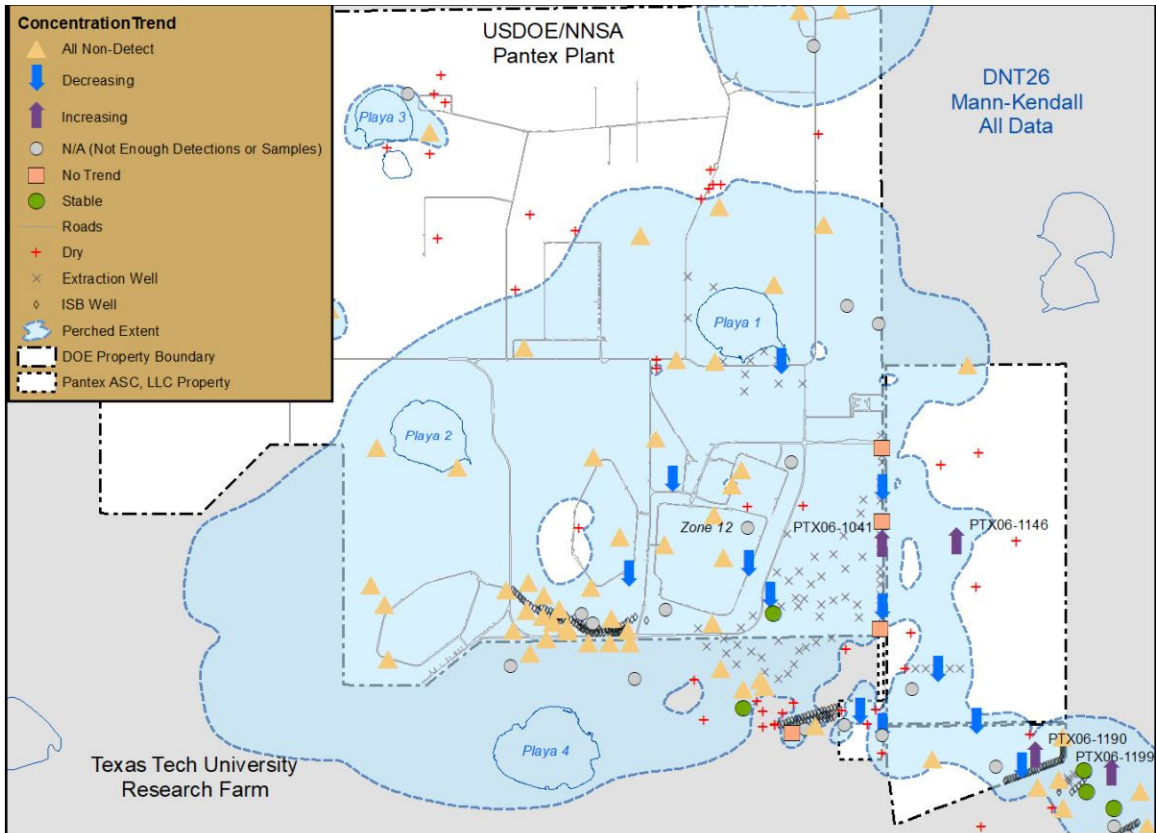 ConcentrationTrend
All Non-Detect
Decreasing
Increasing
N/A (Not Enough Detections or Samples)
No Trend
Stable
Roads
Dry
Extraction Well
ISB Well
Perched Extent
DOE Property Boundary
Pantex ASC, LLC Property
USDOE/NNSA
Pantex Plant
DNT26
Mann-Kendall
All Data
Playa 3
Playa 1
Playa 2
Zone 12
PTX06-1041
PTX06-1146
PTX06-1190
PTX06-1199
Playa 4
Texas Tech University
Research Farm